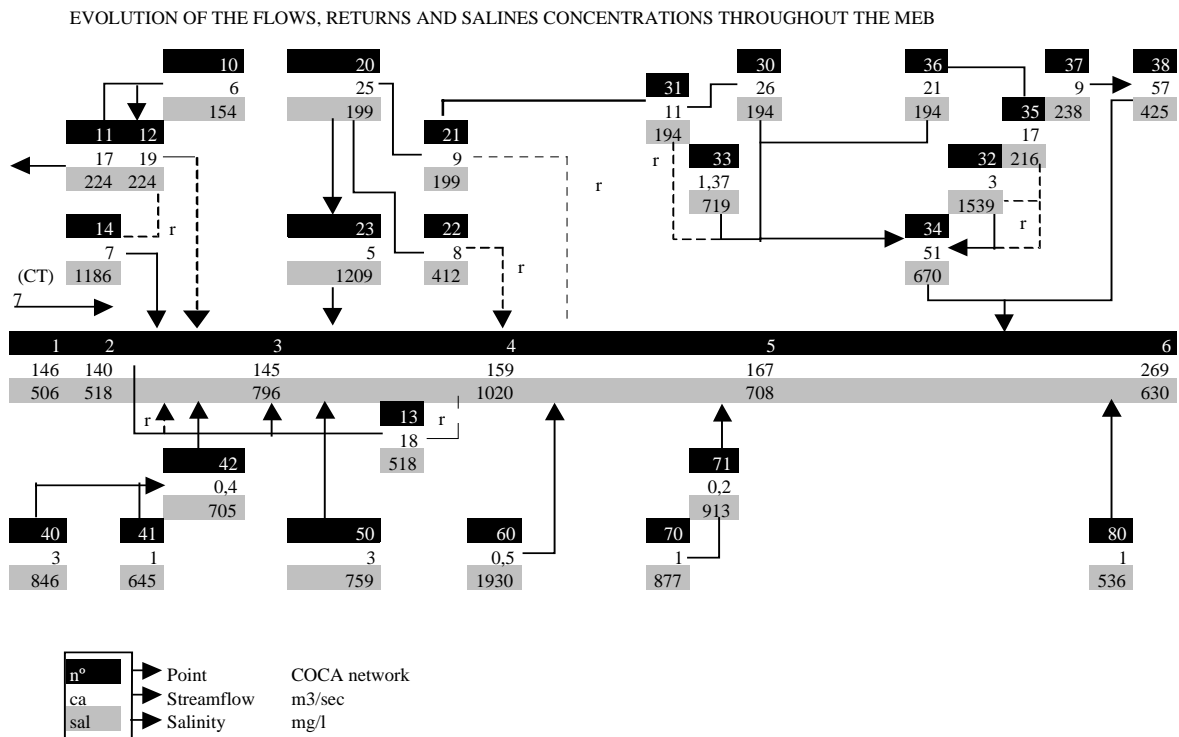 EVOLUTION OF THE FLOWS, RETURNS AND SALINES CONCENTRATIONS THROUGHOUT THE MEB
10 20 30 36 37 38
6 25 26 21 9 57
154 199 194 194 238 425
31
11
194
35
17
216
11 12 21
17 19 9
224 224 199
r
r
33 32
1,37 3
719 1539
14 23 22 34
r r r
7 5 8 51
(CT) 1186 1209 412 670
7
1 2 3 4 5 6
146 140 145 159 167 269
506 518 796 1020 708 630
r 13 r
18
518
42 71
0,4 0,2
705 913
40 41 50 60 70 80
3 1 3 0,5 1 1
846 645 759 1930 877 536
nº Point COCA network
ca Streamflow m3/sec
sal Salinity mg/l